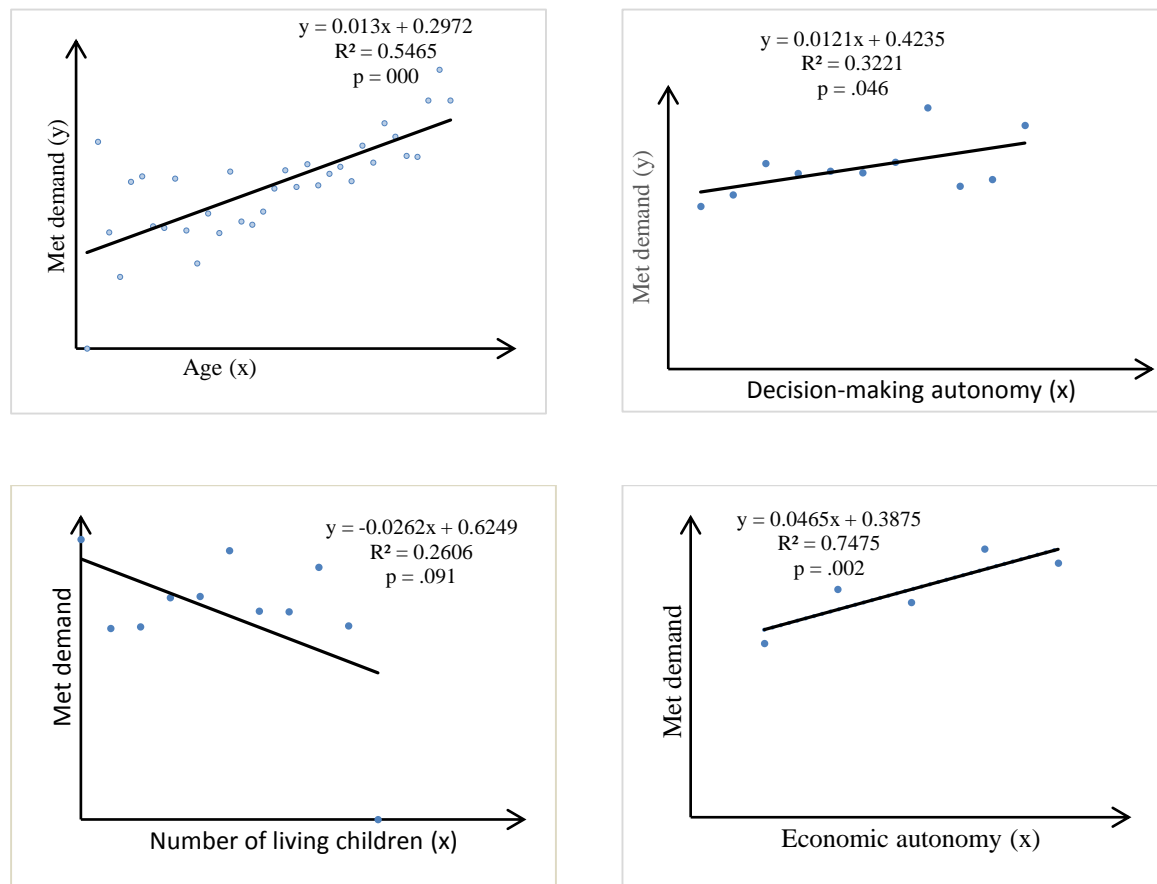 y = 0.013x + 0.2972
R² = 0.5465
p = 000
Met demand (y)
Age (x)
y = 0.0121x + 0.4235
R² = 0.3221
p = .046
Met demand (y)
Decision-making autonomy (x)
y = -0.0262x + 0.6249
R² = 0.2606
p = .091
Met demand
Number of living children (x)
y = 0.0465x + 0.3875
R² = 0.7475
p = .002
Met demand
Economic autonomy (x)